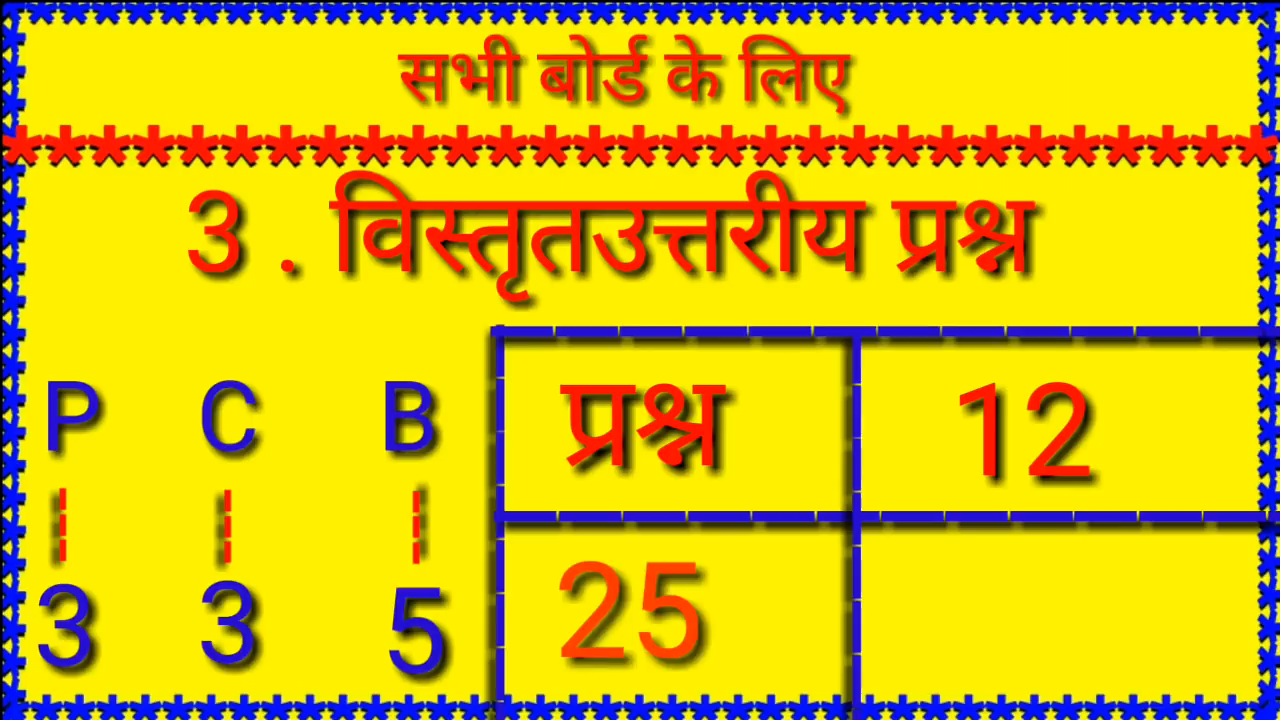 सभी बोर्ड के लिए
3 . विस्तृतउत्तरीय प्रश्न
P C B
3 3 5
प्रश्न 12
25